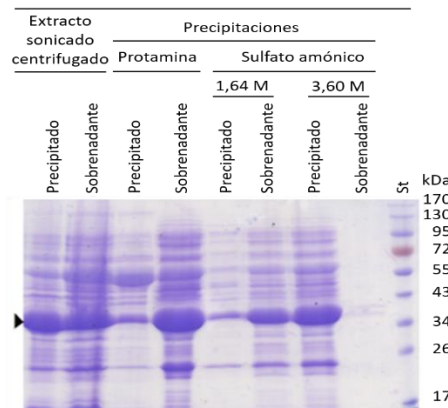 Extracto sonicado centrifugado
Precipitaciones
Protamina
Sulfato amónico
1,64 M
3,60 M
Precipitado
Sobrenadante
Precipitado
Sobrenadante
Precipitado
Sobrenadante
Precipitado
Sobrenadante
St
kDa
170
130
95
72
55
43
34
26
17